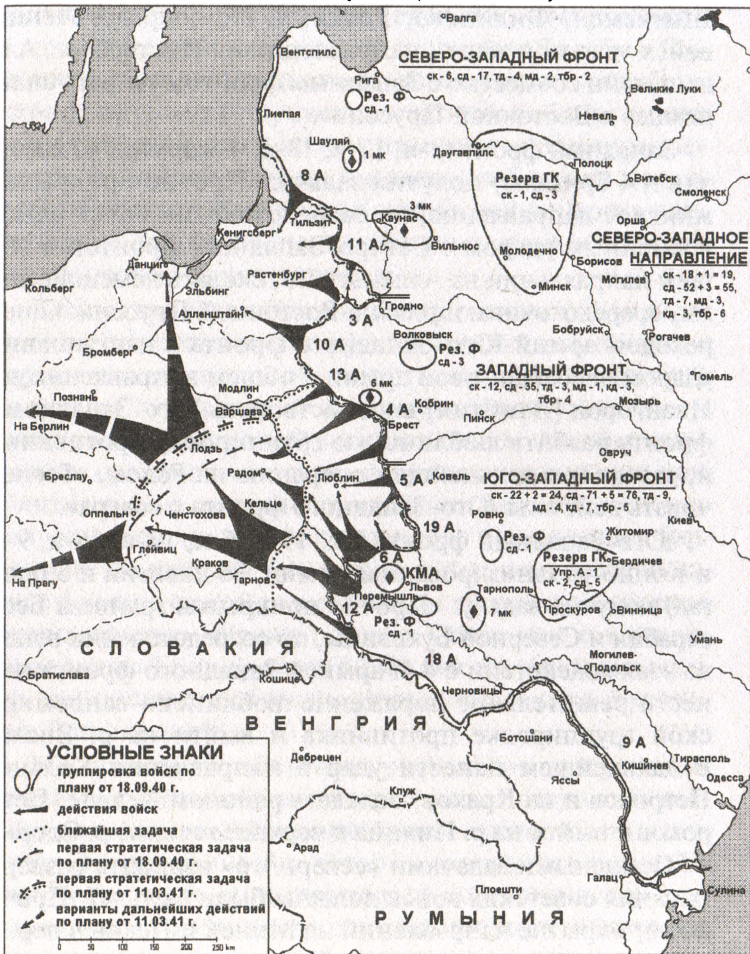 Валга
Вентспилс
СЕВЕРО-ЗАПАДНЫЙ ФРОНТ
ск - 6, сд - 17, тд - 4, мд - 2, тбр - 2
Рига
Рез. Ф
сд - 1
Великие Луки
Невель
Лиепая
Шауляй
1 мк
Даугавпилс
Полоцк
Витебск
Резерв ГК
ск - 1, сд - 3
Смоленск
8 А
Тильзит
3 мк
Каунас
Орша
Кенигсберг
11 А
Вильнюс
СЕВЕРО-ЗАПАДНОЕ
НАПРАВЛЕНИЕ
Молодечно
Борисов
Могилев
ск - 18 + 1 = 19,
сд - 52 + 3 = 55,
тд - 7, мд - 3,
кд - 3, тбр - 6
Данциг
Кольберг
Эльбинг
Растенбург
Минск
Алленштайн
Гродно
3 А
Волковыск
Рез. Ф
сд - 3
Бобруйск
Рогачев
Бромберг
10 А
13 А
ЗАПАДНЫЙ ФРОНТ
ск - 12, сд - 35, тд - 3, мд - 1, кд - 3,
тбр - 4
Гомель
Модлин
6 мк
Познань
На Берлин
Варшава
4 А
Кобрин
Брест
Пинск
Мозырь
Лодзь
Овруч
Бреслау
Радом
Люблин
ЮГО-ЗАПАДНЫЙ ФРОНТ
ск - 22 + 2 = 24, сд - 71 + 5 = 76, тд - 9,
мд - 4, кд - 7, тбр - 5
5 А
Ковель
Оппельн
Кельце
Ченстохова
Ровно
Киев
Рез. Ф
сд - 1
Житомир
19 А
Глейвиц
Резерв ГК
Бердичев
Упр. А - 1
ск - 2, сд - 5
На Прагу
Краков
6 А
КМА
Львов
Тарнов
Перемышль
Тарнополь
12 А
Рез. Ф
сд - 1
7 мк
Проскуров
Винница
Умань
СЛОВАКИЯ
18 А
Могилев-
Подольск
Кошице
Братислава
Черновицы
ВЕНГРИЯ
Ботошани
9 А
Дебрецен
Кишинев
Тирасполь
Яссы
Одесса
Клуж
Арад
Галац
Сулина
Плоешти
РУМЫНИЯ
УСЛОВНЫЕ ЗНАКИ
группировка войск по
плану от 18.09.40 г.
действия войск
ближайшая задача
первая стратегическая задача
по плану от 18.09.40 г.
первая стратегическая задача
по плану от 11.03.41 г.
варианты дальнейших действий
по плану от 11.03.41 г.
0 50 100 150 200 250 km